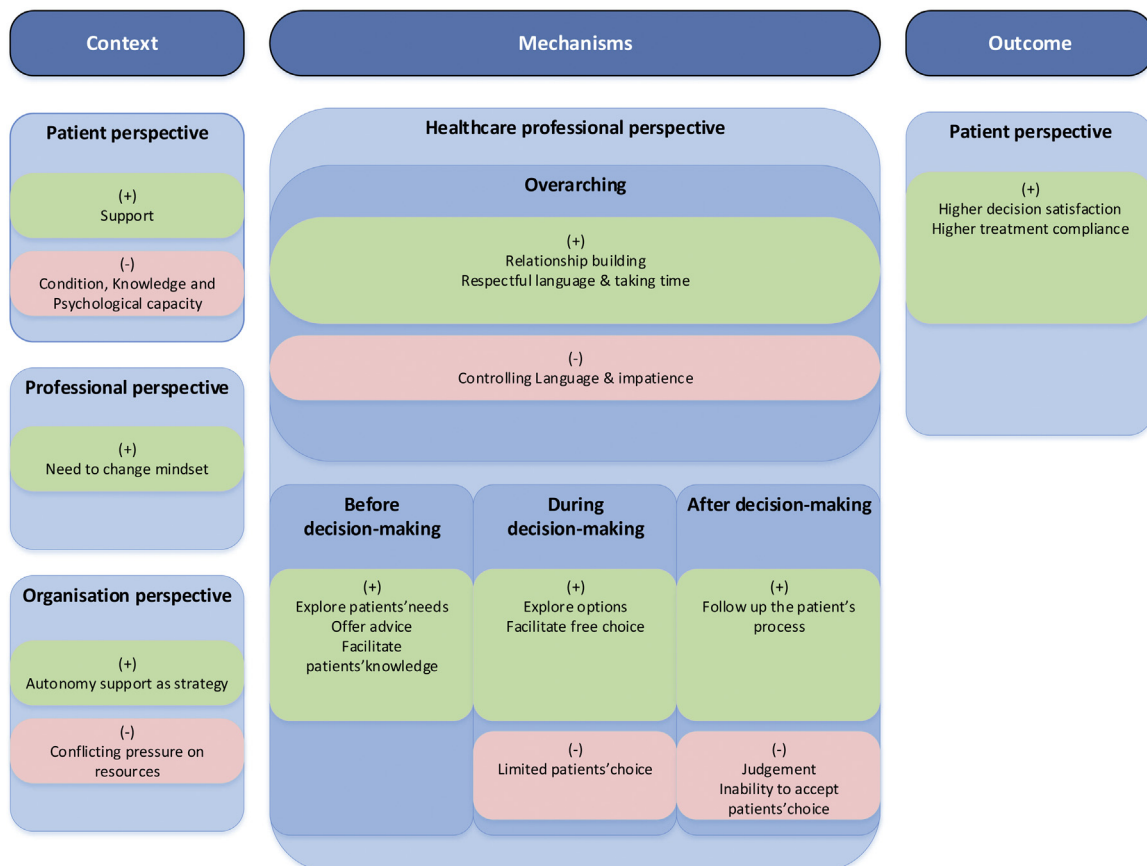 Context
Mechanisms
Outcome
Patient perspective
(+)
Support
(-)
Condition, Knowledge and
Psychological capacity
Professional perspective
(+)
Need to change mindset
Organisation perspective
(+)
Autonomy support as strategy
(-)
Conflicting pressure on
resources
Healthcare professional perspective
Overarching
(+)
Relationship building
Respectful language & taking time
(-)
Controlling Language & impatience
Before
decision-making
(+)
Explore patients'needs
Offer advice
Facilitate
patients'knowledge
During
decision-making
(+)
Explore options
Facilitate free choice
(-)
Limited patients'choice
After decision-making
(+)
Follow up the patient's
process
(-)
Judgement
Inability to accept
patients'choice
Patient perspective
(+)
Higher decision satisfaction
Higher treatment compliance